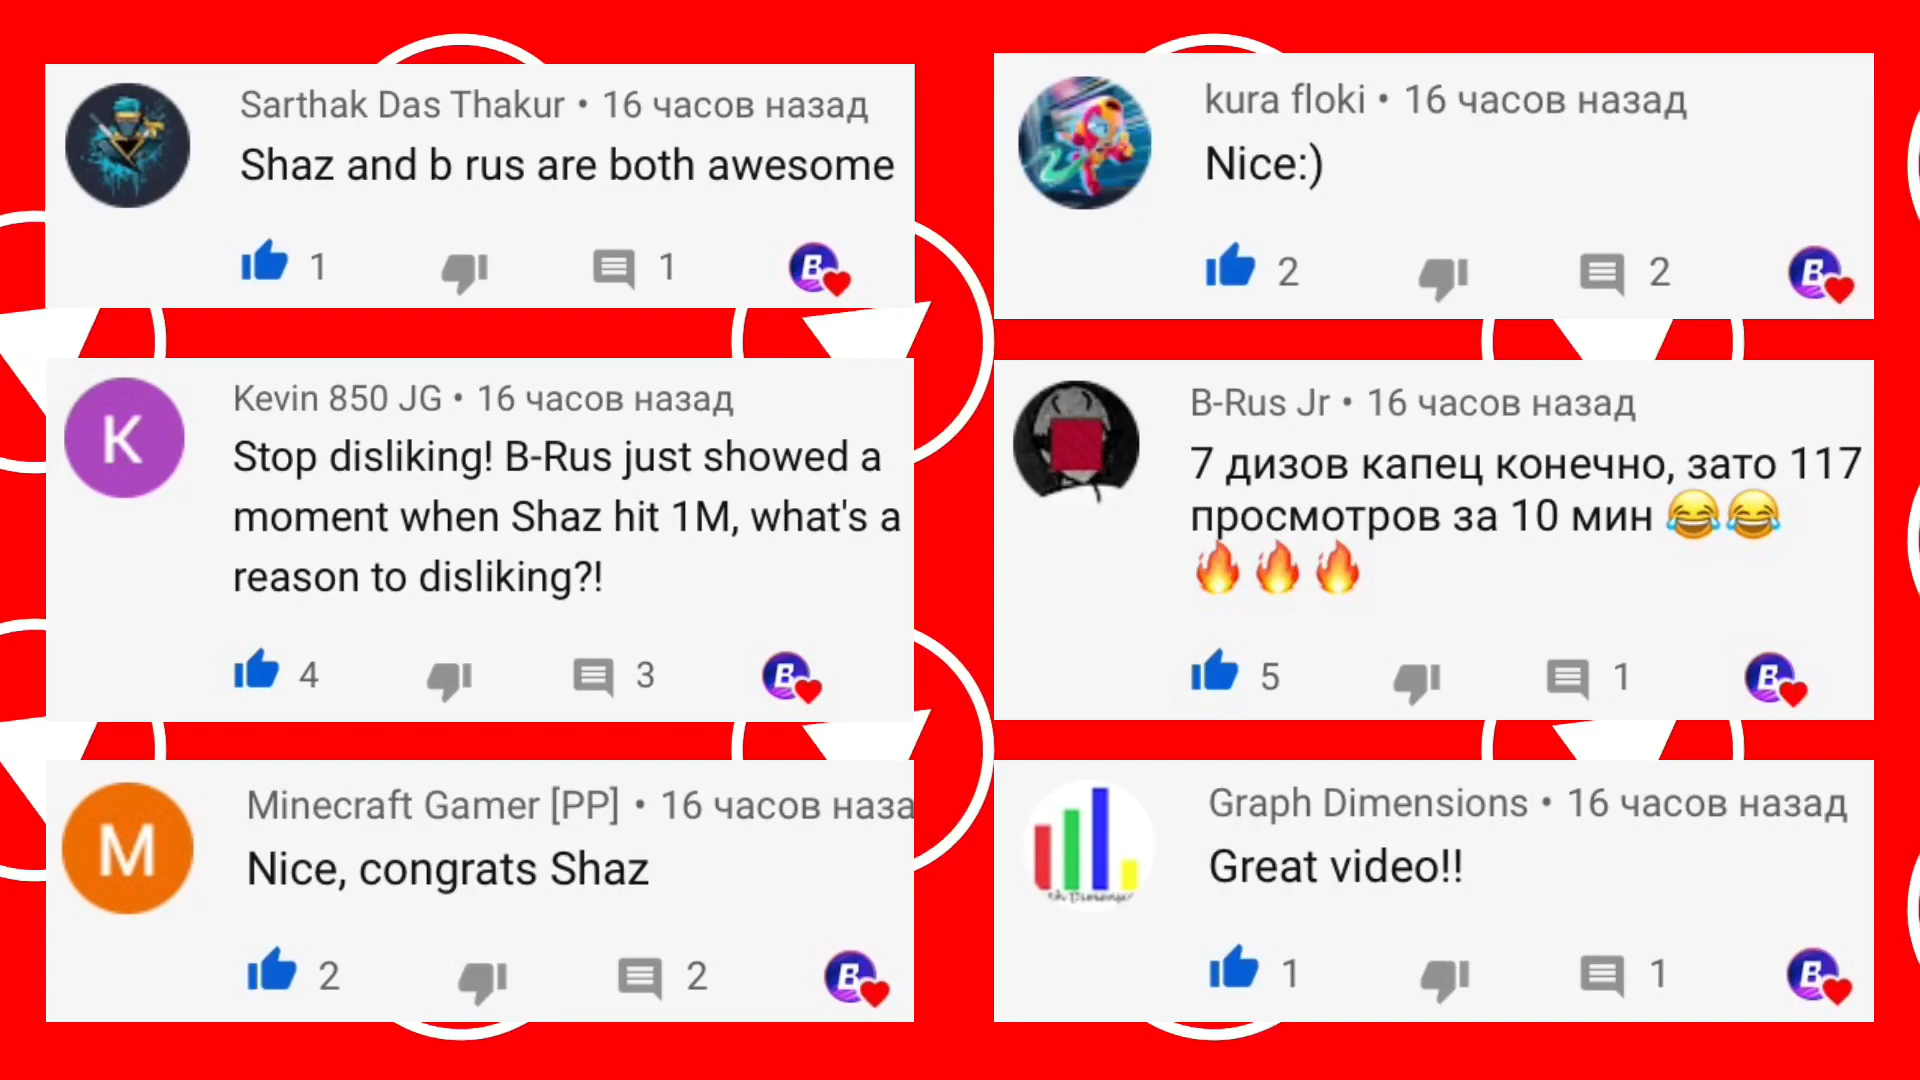 Sarthak Das Thakur • 16 часов назад
Shaz and b rus are both awesome
1
1
B
kura floki • 16 часов назад
Nice:)
2
2
B
K
Kevin 850 JG • 16 часов назад
Stop disliking! B-Rus just showed a
moment when Shaz hit 1M, what's a
reason to disliking?!
4
3
B
B-Rus Jr • 16 часов назад
7 дизов капец конечно, зато 117
просмотров за 10 мин 😂😂
🔥🔥🔥
5
1
B
M
Minecraft Gamer [PP] • 16 часов наза
Nice, congrats Shaz
2
2
B
Graph Dimensions • 16 часов назад
Great video!!
1
1
B